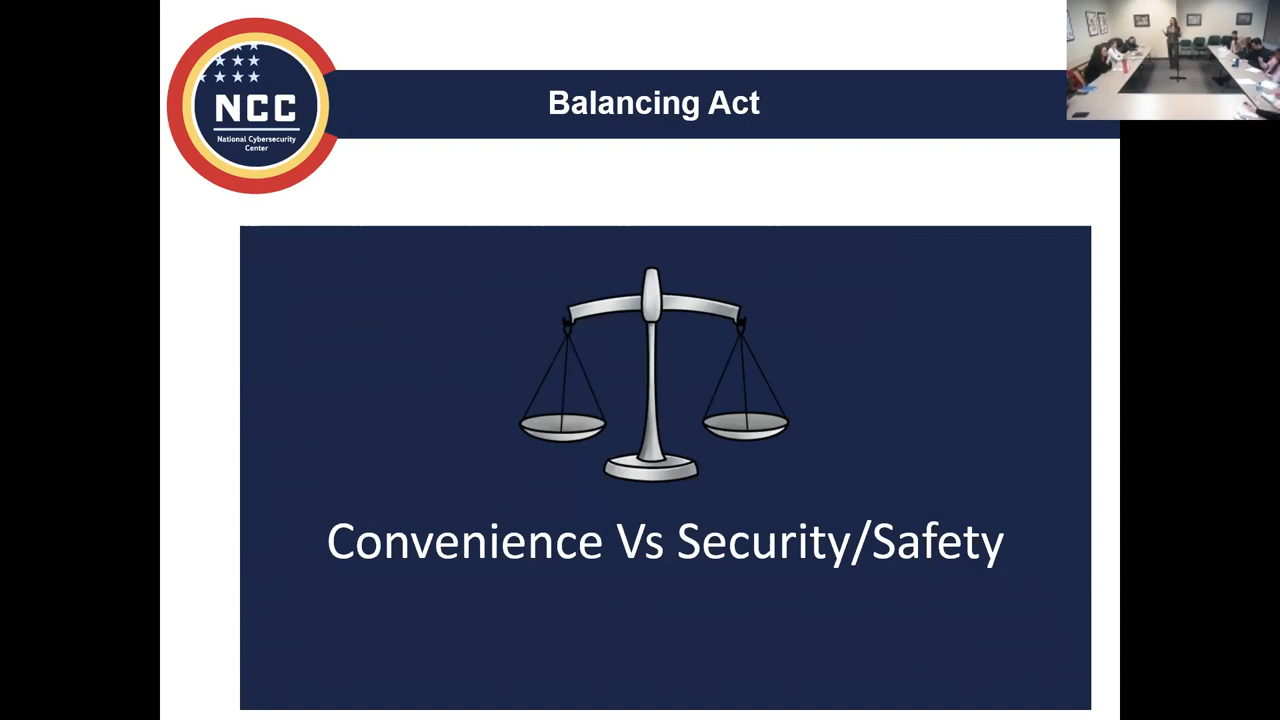 NCC
National Cybersecurity
Center
Balancing Act
Convenience Vs Security/Safety